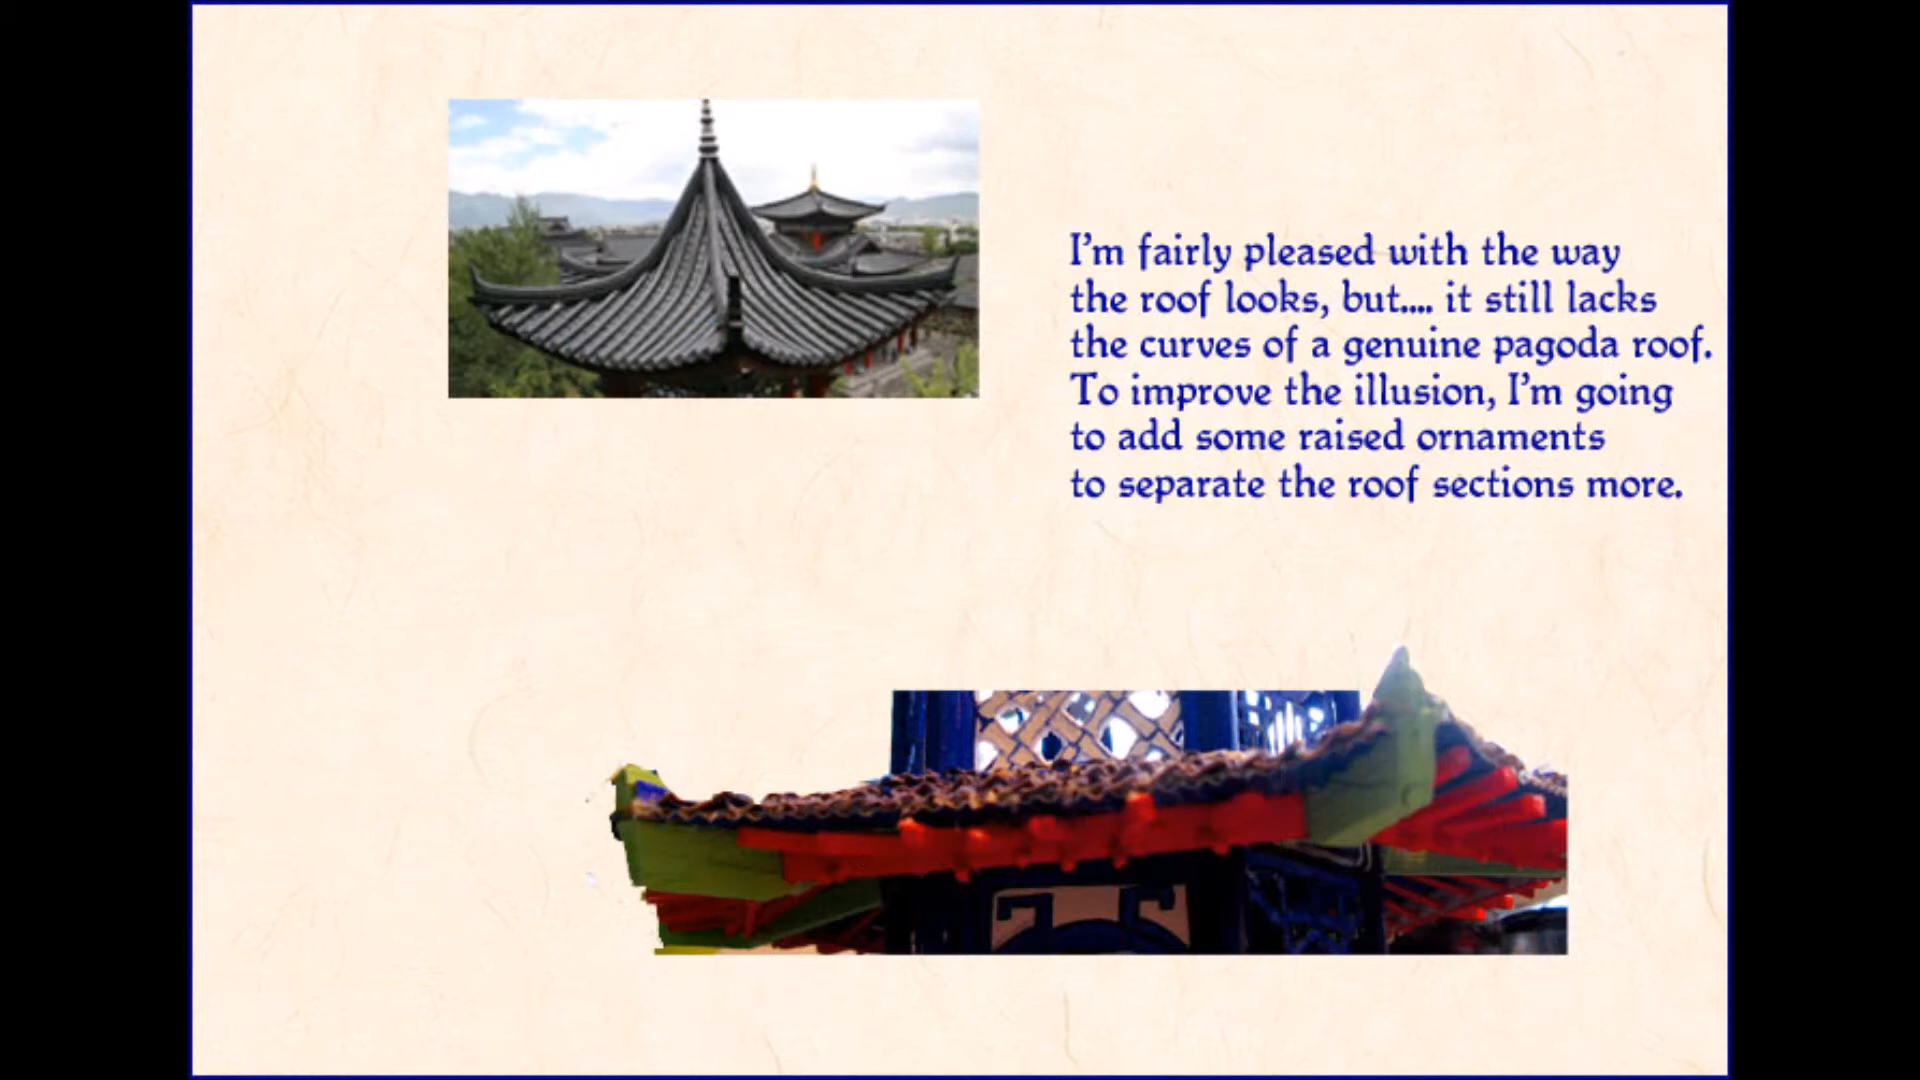 I'm fairly pleased with the way
the roof looks, but.... it still lacks
the curves of a genuine pagoda roof.
To improve the illusion, I'm going
to add some raised ornaments
to separate the roof sections more.